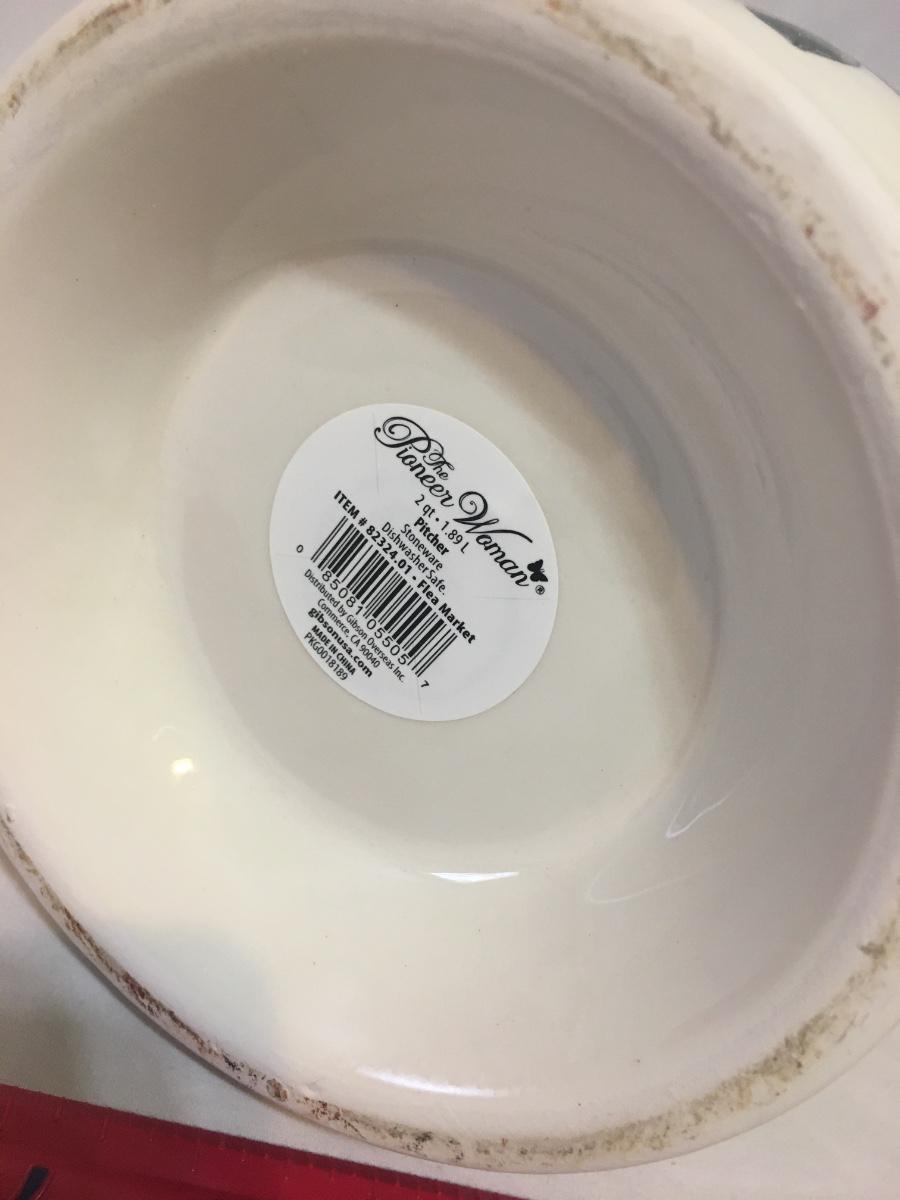 The
Pioneer Woman®
2 qt • 1.89 L
Pitcher
Stoneware
Dishwasher Safe.
ITEM # 82324.01 - Flea Market
0 85081 05505 7
Distributed by Gibson Overseas Inc.
Commerce, CA 90040
gibsonusa.com
MADE IN CHINA
PKG0018189